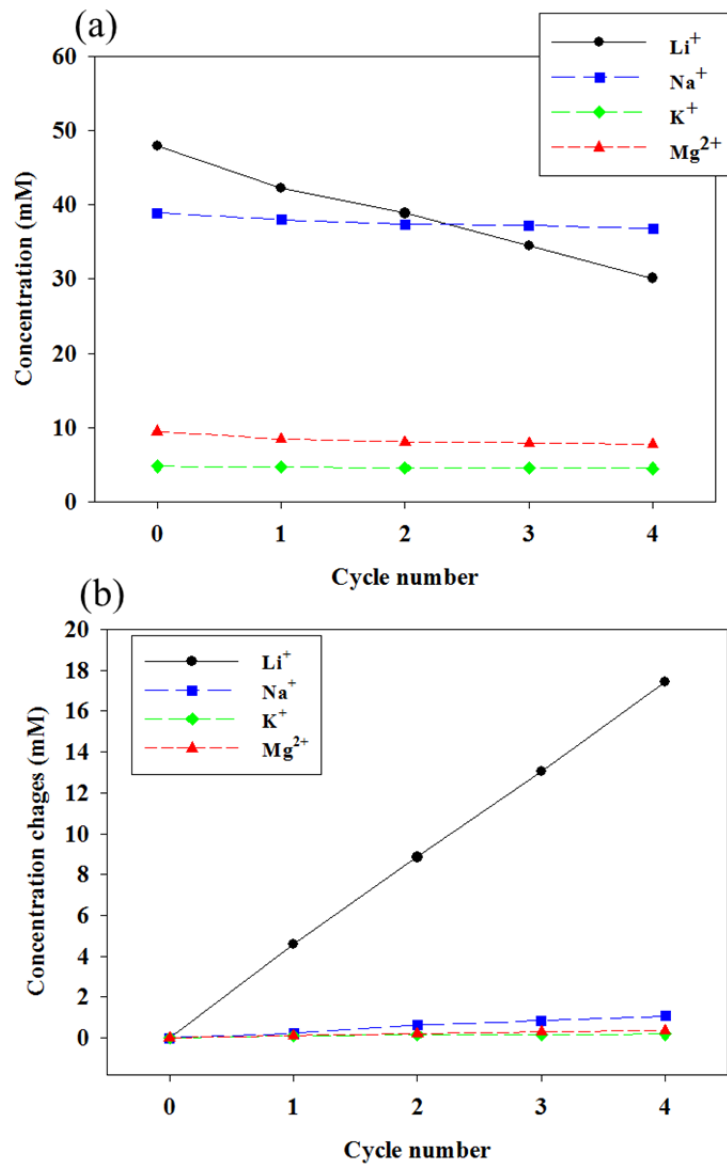 (a)
Li⁺
Na⁺
K⁺
Mg²⁺
60
50
40
30
20
10
0
Concentration (mM)
0 1 2 3 4
Cycle number
(b)
Li⁺
Na⁺
K⁺
Mg²⁺
20
18
16
14
12
10
8
6
4
2
0
Concentration chages (mM)
0 1 2 3 4
Cycle number